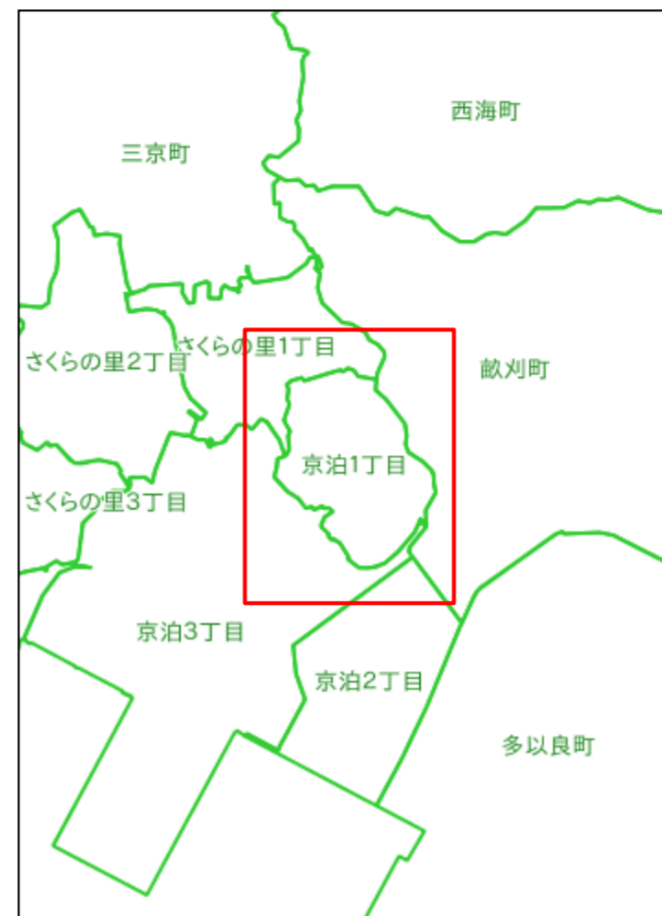 西海町
三京町
さくらの里1丁目
さくらの里2丁目
畝刈町
京泊1丁目
さくらの里3丁目
京泊3丁目
京泊2丁目
多以良町